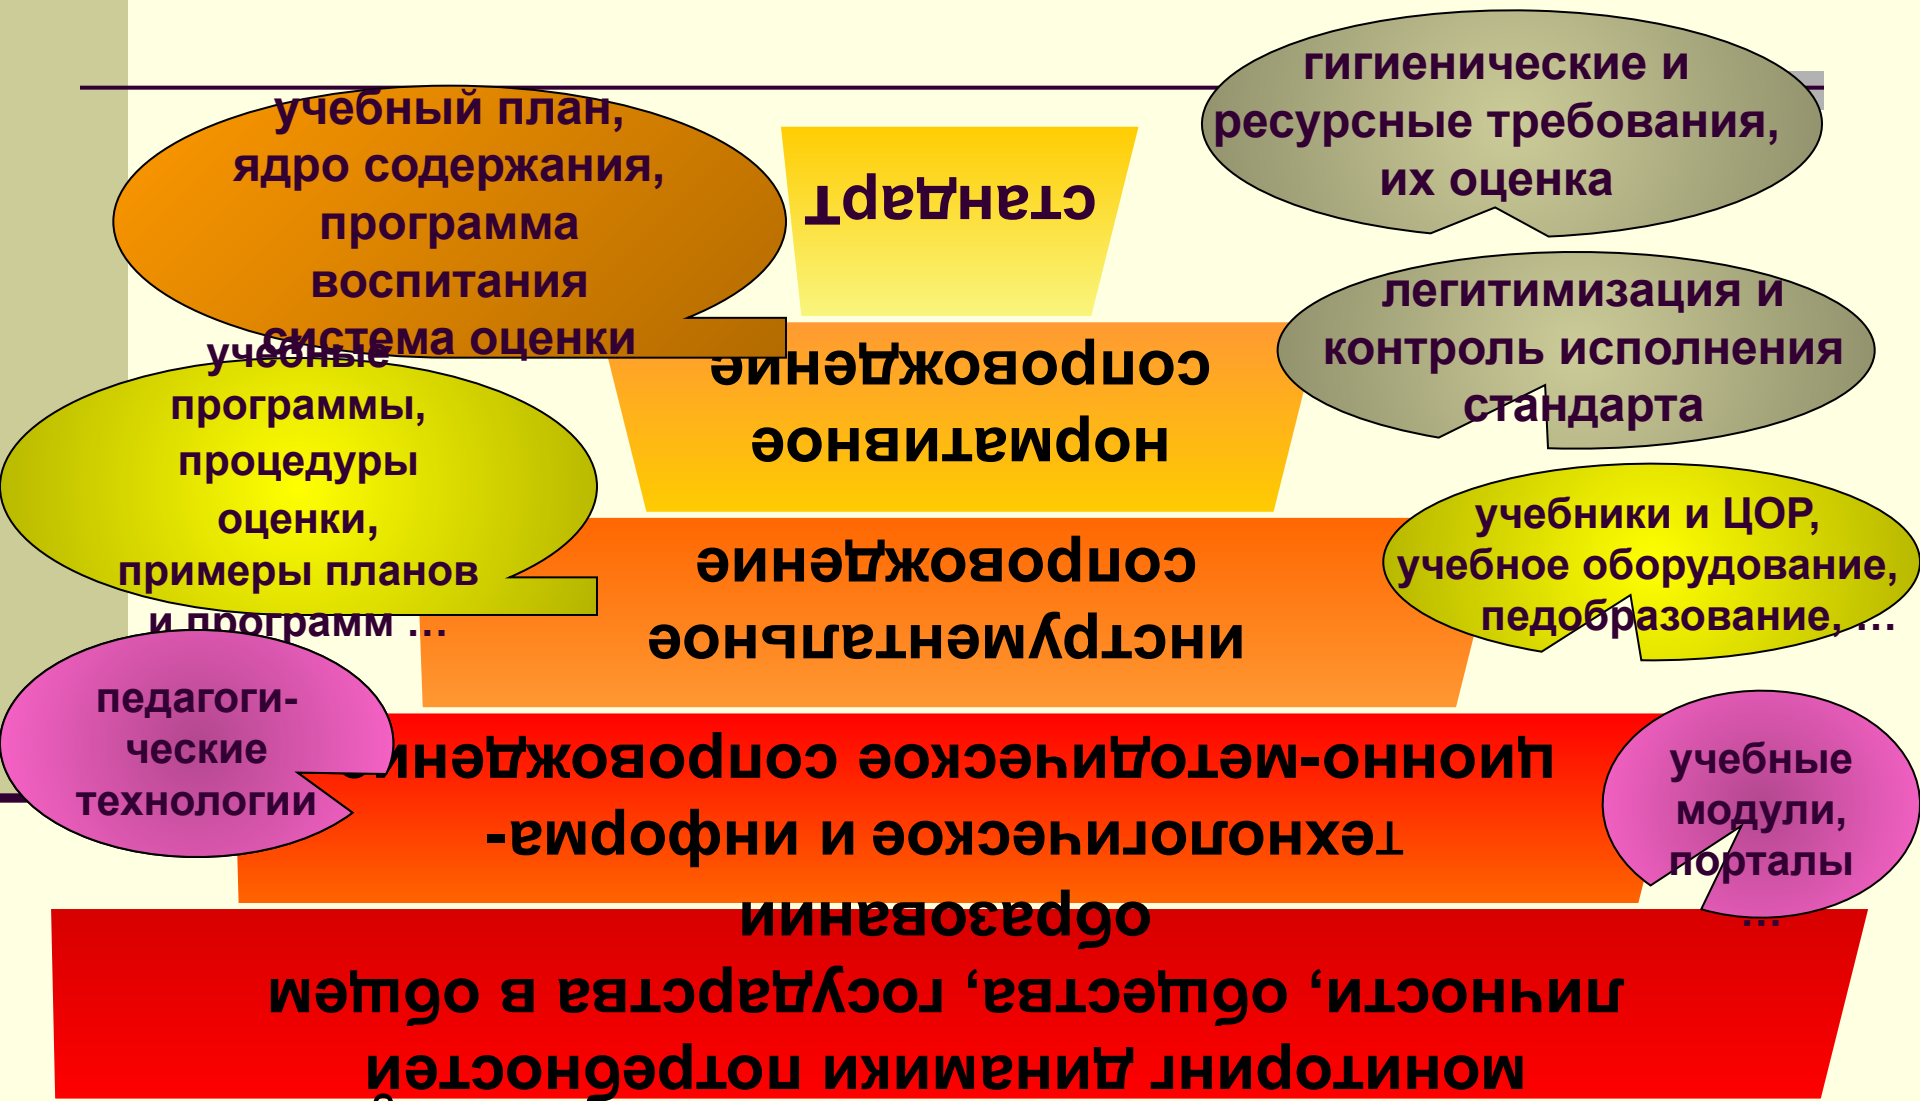 гигиенические и
ресурсные требования,
их оценка
учебный план,
ядро содержания,
программа
воспитания
система оценки
стандарт
легитимизация и
контроль исполнения
стандарта
нормативное
сопровождение
учебные
программы,
процедуры
оценки,
примеры планов
и программ ...
учебники и ЦОР,
учебное оборудование,
педобразование, ...
инструментальное
сопровождение
педагоги-
ческие
технологии
учебные
модули,
порталы
...
технологическое и информа-
ционно-методическое сопровождение
мониторинг динамики потребностей
личности, общества, государства в общем
образовании